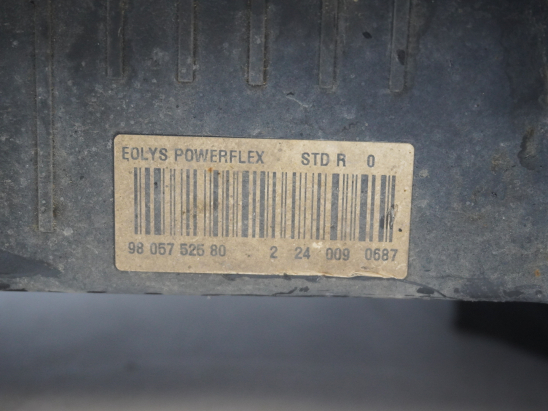 EOLYS POWERFLEX STD R 0
98 057 526 80 2 24 009 0687